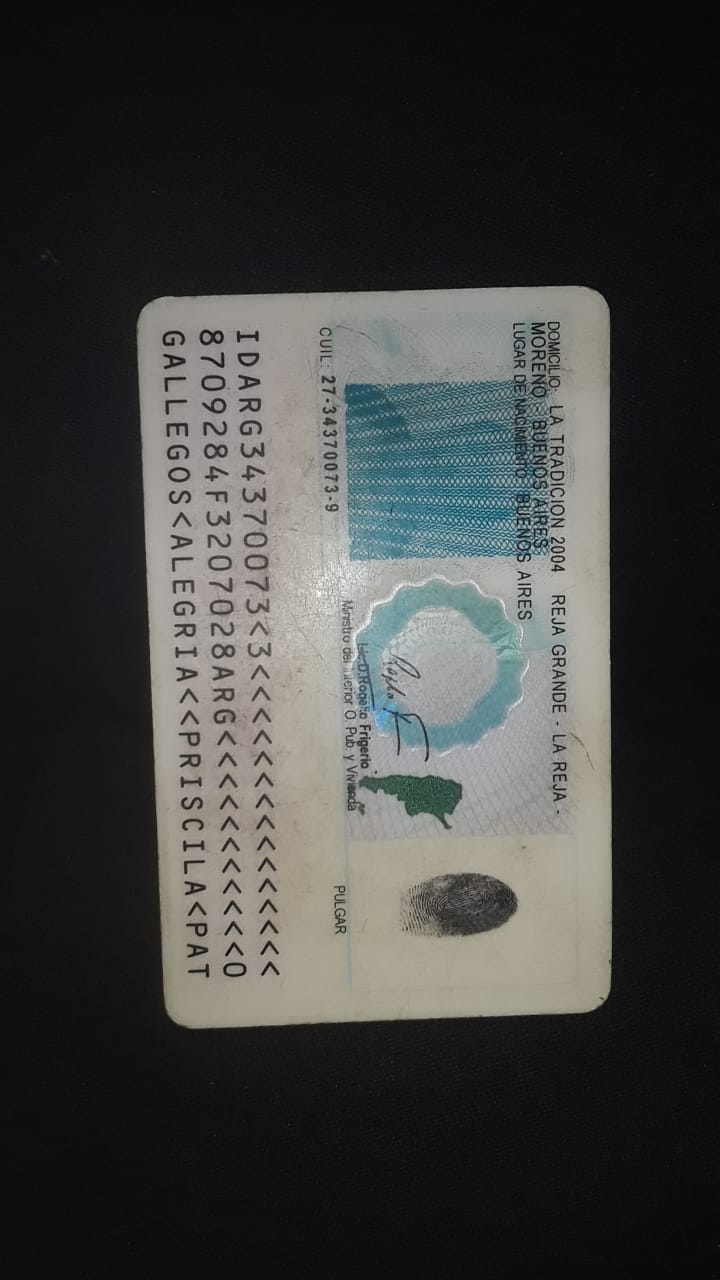 DOMICILIO: LA TRADICION 2004 REJA GRANDE - LA REJA -
MORENO - BUENOS AIRES
LUGAR DE NACIMIENTO: BUENOS AIRES
Lic. D. Rogelio Frigerio
Ministro del Interior O. Pub. y Vivienda
CUIL: 27-34370073-9
PULGAR
IDARG34370073<3<<<<<<<<<<<<<<<
8709284F3207028ARG<<<<<<<<<<<0
GALLEGOS<ALEGRIA<<PRISCILA<PAT